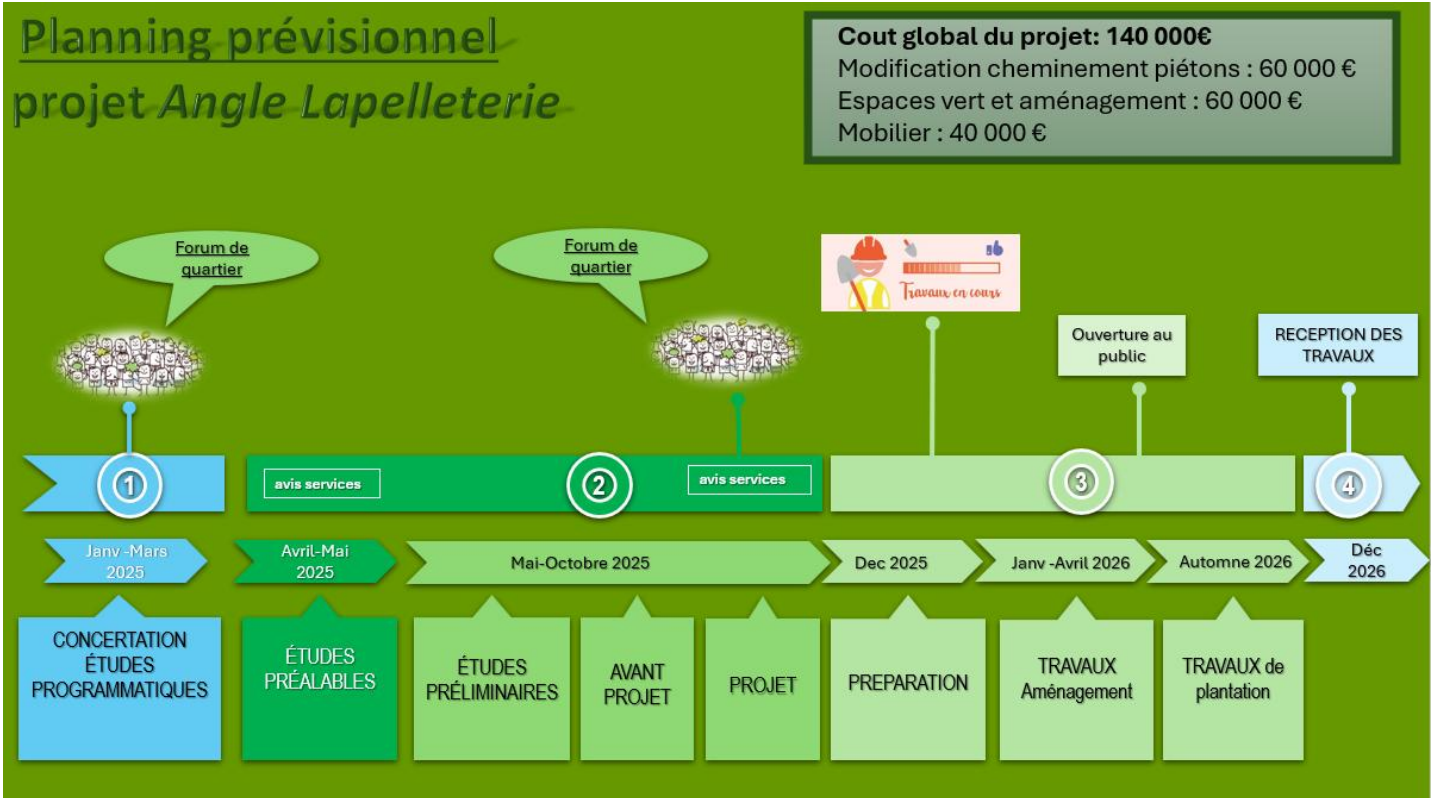 Planning prévisionnel
projet Angle Lapelleterie
Cout global du projet: 140 000€
Modification cheminement piétons : 60 000 €
Espaces vert et aménagement : 60 000 €
Mobilier : 40 000 €
Forum de
quartier
Forum de
quartier
Travaux en cours
Ouverture au
public
RECEPTION DES
TRAVAUX
1
avis services
2
avis services
3
4
Janv -Mars
2025
Avril-Mai
2025
Mai-Octobre 2025
Dec 2025
Janv -Avril 2026
Automne 2026
Déc
2026
CONCERTATION
ÉTUDES
PROGRAMMATIQUES
ÉTUDES
PRÉALABLES
ÉTUDES
PRÉLIMINAIRES
AVANT
PROJET
PROJET
PREPARATION
TRAVAUX
Aménagement
TRAVAUX de
plantation